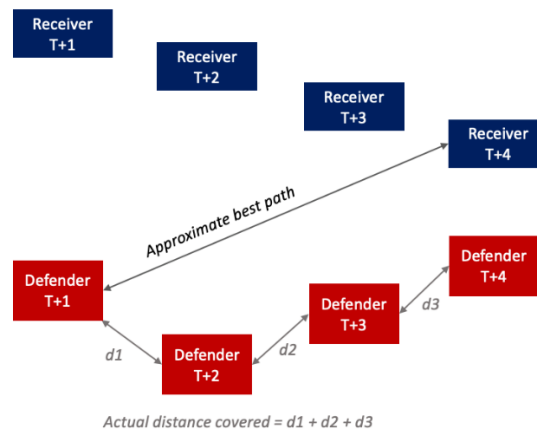 Receiver
T+1
Receiver
T+2
Receiver
T+3
Receiver
T+4
Approximate best path
Defender
T+1
Defender
T+2
Defender
T+3
Defender
T+4
d1
d2
d3
Actual distance covered = d1 + d2 + d3